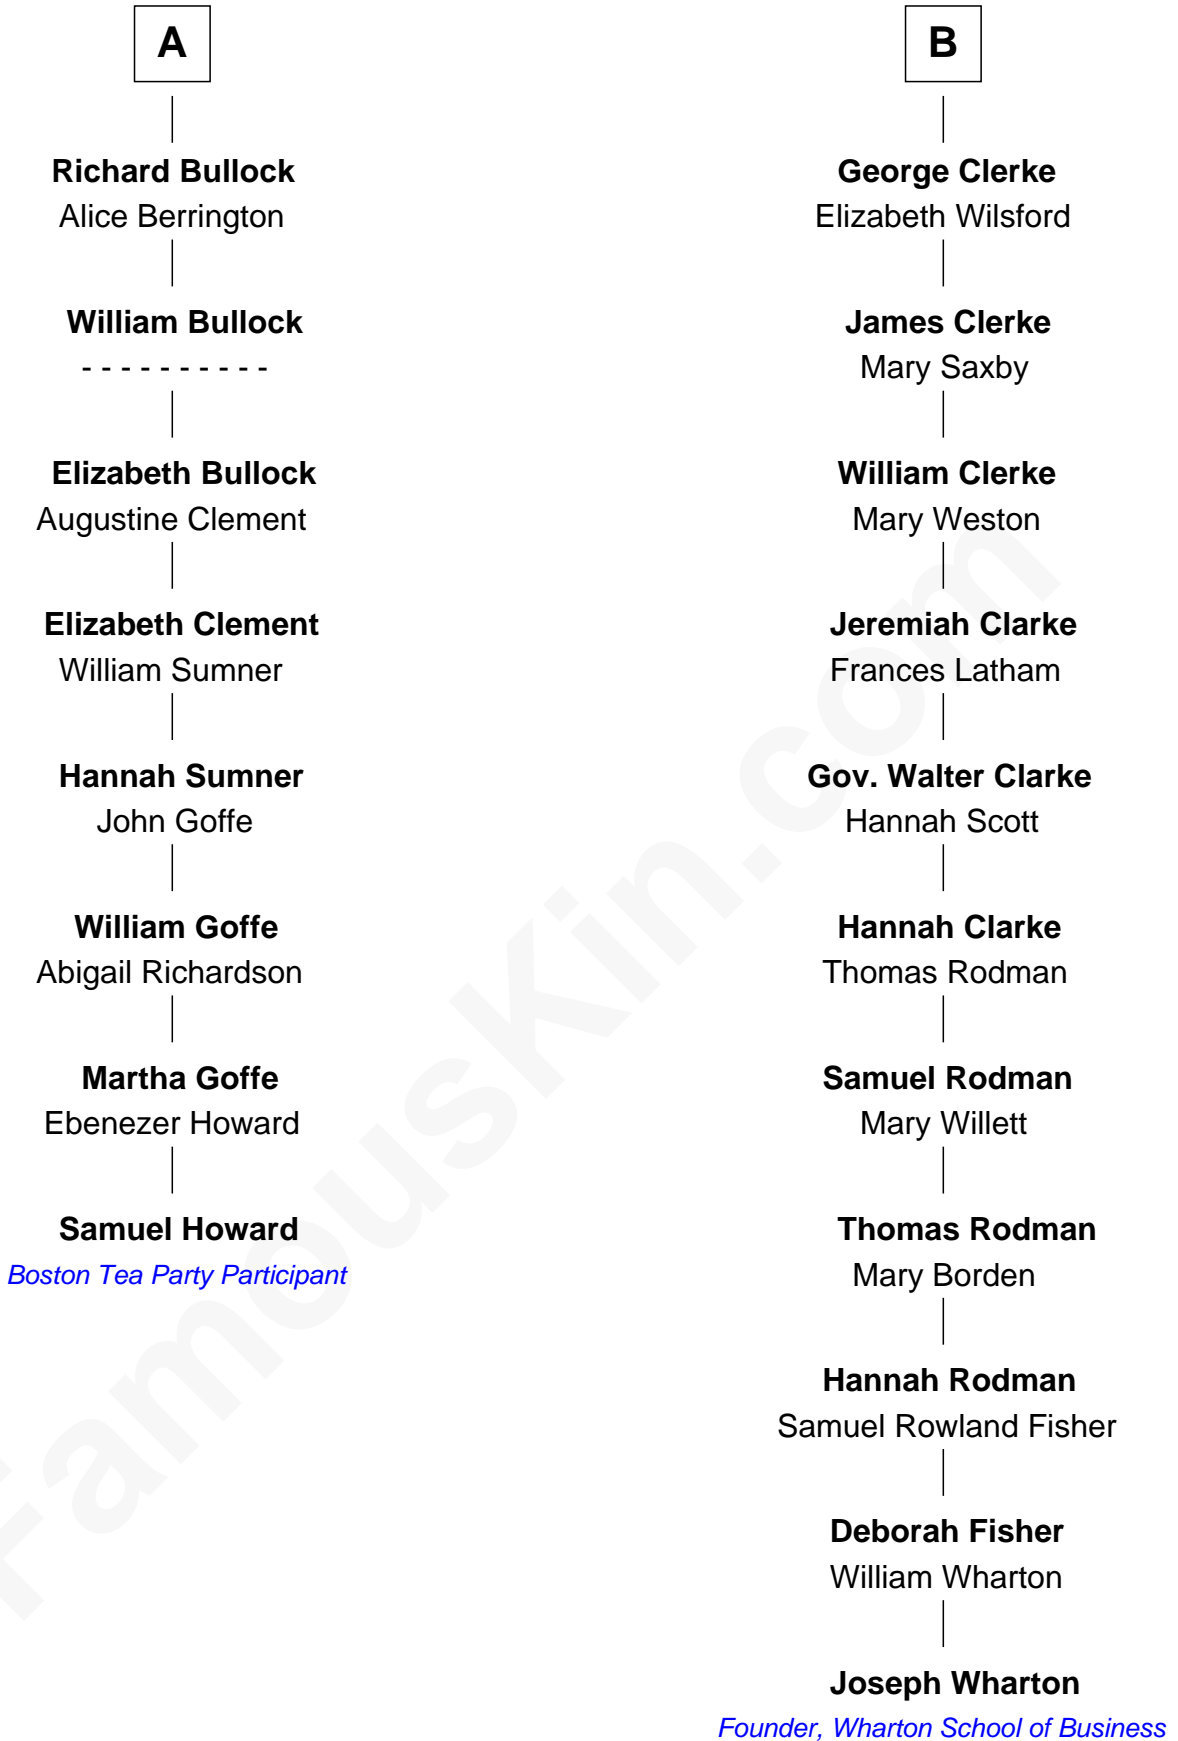 A
Richard Bullock
Alice Berrington
William Bullock
- - - - - - - - - -
Elizabeth Bullock
Augustine Clement
Elizabeth Clement
William Sumner
Hannah Sumner
John Goffe
William Goffe
Abigail Richardson
Martha Goffe
Ebenezer Howard
Samuel Howard
Boston Tea Party Participant
B
George Clerke
Elizabeth Wilsford
James Clerke
Mary Saxby
William Clerke
Mary Weston
Jeremiah Clarke
Frances Latham
Gov. Walter Clarke
Hannah Scott
Hannah Clarke
Thomas Rodman
Samuel Rodman
Mary Willett
Thomas Rodman
Mary Borden
Hannah Rodman
Samuel Rowland Fisher
Deborah Fisher
William Wharton
Joseph Wharton
Founder, Wharton School of Business
FamousKin.com